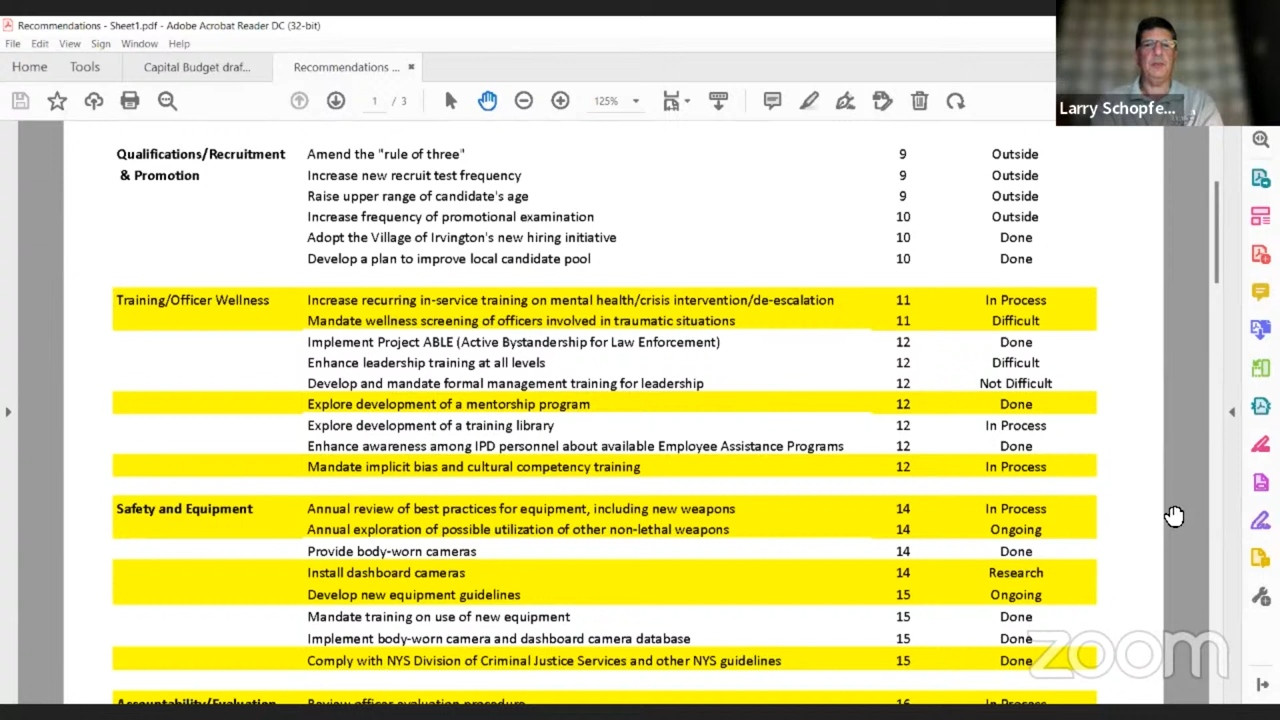 Recommendations - Sheet1.pdf - Adobe Acrobat Reader DC (32-bit)
File Edit View Sign Window Help
Home Tools Capital Budget draf... Recommendations ... ×
1 / 3 125%
Larry Schopfe...
Qualifications/Recruitment Amend the "rule of three" 9 Outside
& Promotion Increase new recruit test frequency 9 Outside
Raise upper range of candidate's age 9 Outside
Increase frequency of promotional examination 10 Outside
Adopt the Village of Irvington's new hiring initiative 10 Done
Develop a plan to improve local candidate pool 10 Done
Training/Officer Wellness Increase recurring in-service training on mental health/crisis intervention/de-escalation 11 In Process
Mandate wellness screening of officers involved in traumatic situations 11 Difficult
Implement Project ABLE (Active Bystandership for Law Enforcement) 12 Done
Enhance leadership training at all levels 12 Difficult
Develop and mandate formal management training for leadership 12 Not Difficult
Explore development of a mentorship program 12 Done
Explore development of a training library 12 In Process
Enhance awareness among IPD personnel about available Employee Assistance Programs 12 Done
Mandate implicit bias and cultural competency training 12 In Process
Safety and Equipment Annual review of best practices for equipment, including new weapons 14 In Process
Annual exploration of possible utilization of other non-lethal weapons 14 Ongoing
Provide body-worn cameras 14 Done
Install dashboard cameras 14 Research
Develop new equipment guidelines 15 Ongoing
Mandate training on use of new equipment 15 Done
Implement body-worn camera and dashboard camera database 15 Done
Comply with NYS Division of Criminal Justice Services and other NYS guidelines 15 Done
zoom
Accountability/Evaluation Review officer evaluation procedure 16 In Process